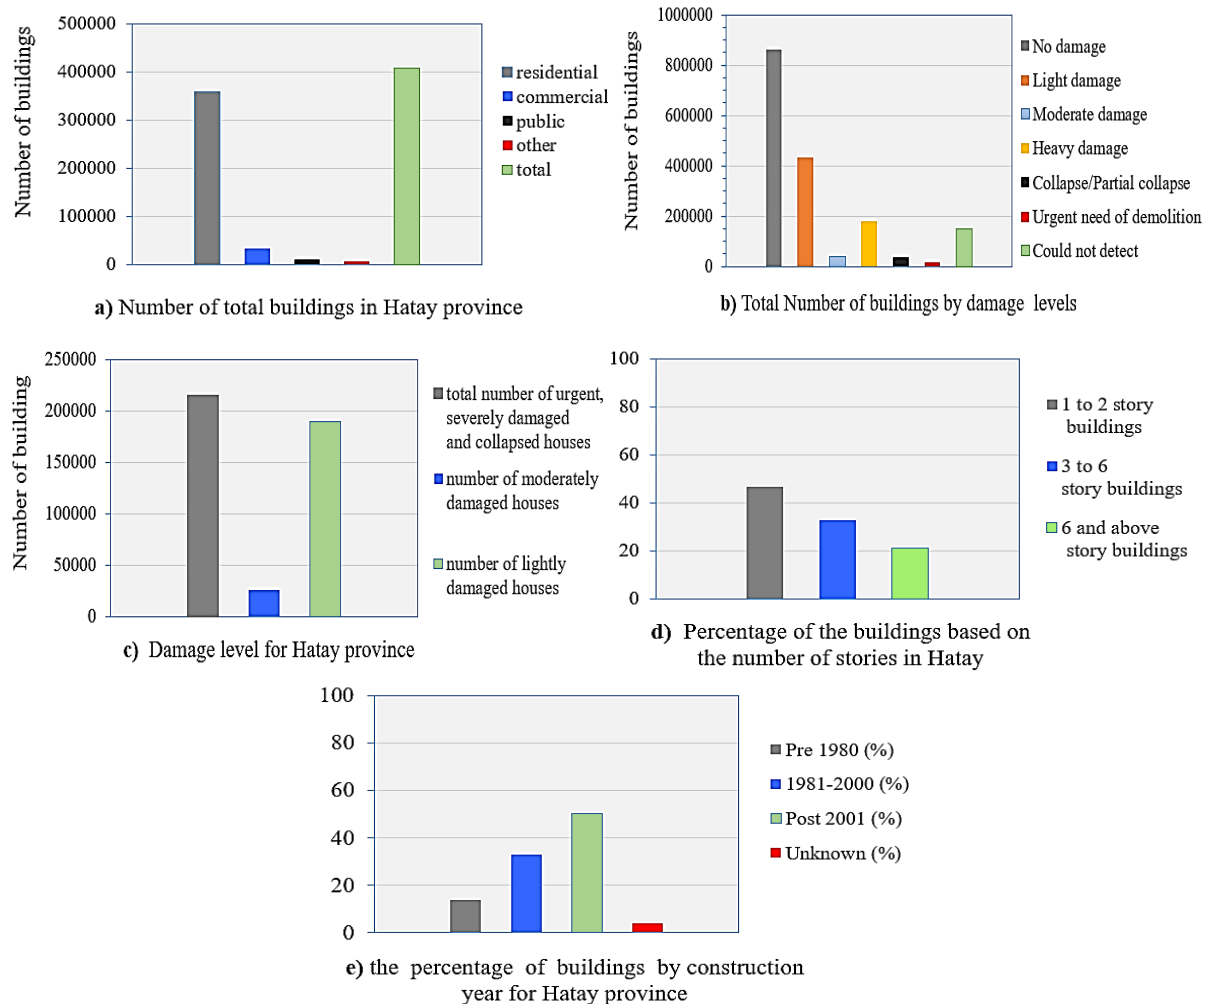 Number of buildings
500000
400000
300000
200000
100000
0
residential
commercial
public
other
total
a) Number of total buildings in Hatay province
Number of buildings
1000000
800000
600000
400000
200000
0
No damage
Light damage
Moderate damage
Heavy damage
Collapse/Partial collapse
Urgent need of demolition
Could not detect
b) Total Number of buildings by damage levels
Number of building
250000
200000
150000
100000
50000
0
total number of urgent,
severely damaged
and collapsed houses
number of moderately
damaged houses
number of lightly
damaged houses
c) Damage level for Hatay province
100
80
60
40
20
0
1 to 2 story
buildings
3 to 6
story buildings
6 and above
story buildings
d) Percentage of the buildings based on
the number of stories in Hatay
100
80
60
40
20
0
Pre 1980 (%)
1981-2000 (%)
Post 2001 (%)
Unknown (%)
e) the percentage of buildings by construction
year for Hatay province